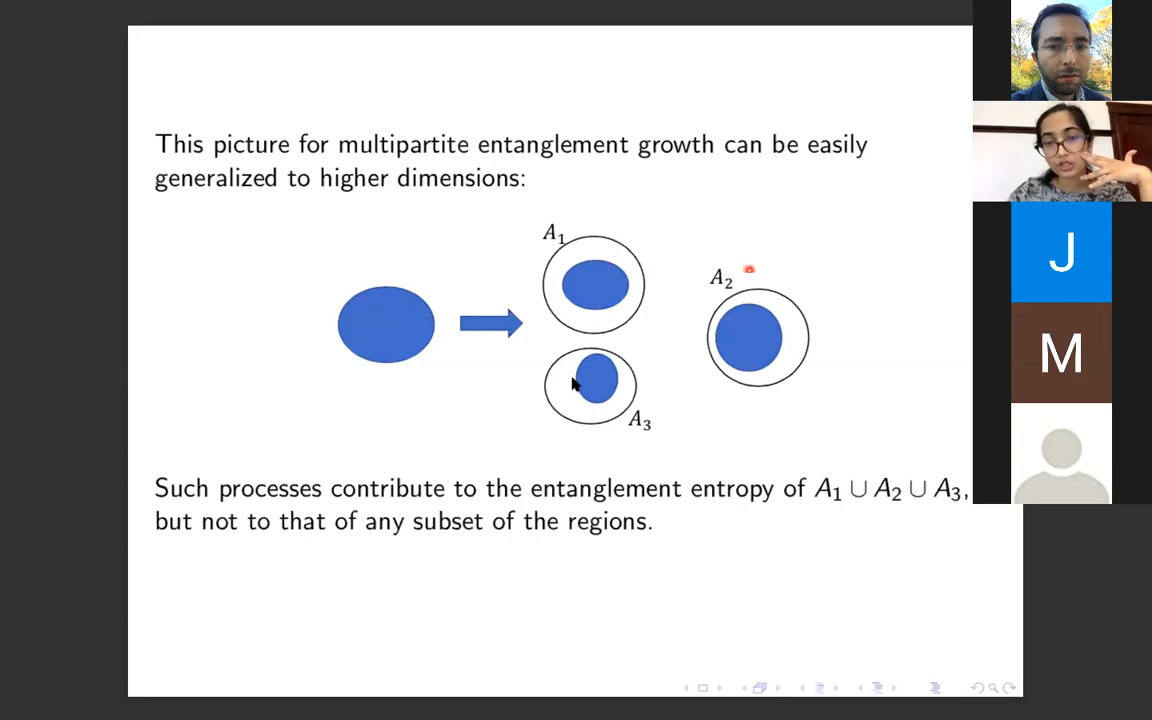 This picture for multipartite entanglement growth can be easily
generalized to higher dimensions:
A₁
A₂
A₃
Such processes contribute to the entanglement entropy of A₁ ∪ A₂ ∪ A₃,
but not to that of any subset of the regions.
J
M